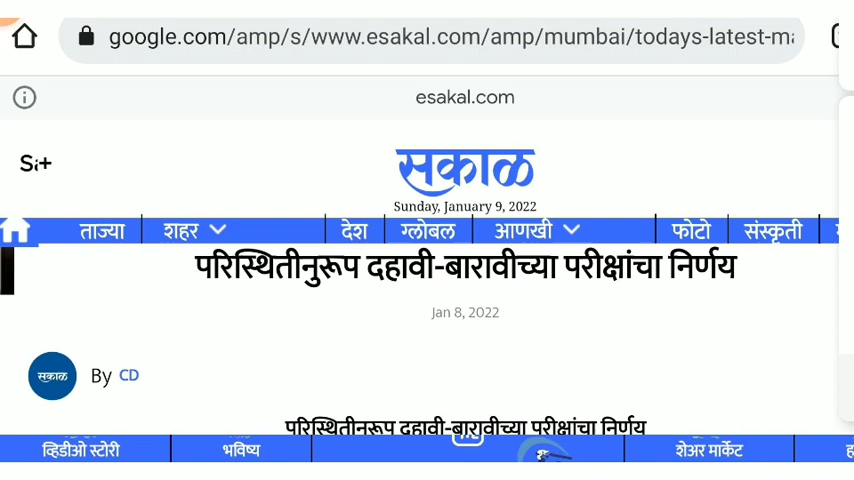 google.com/amp/s/www.esakal.com/amp/mumbai/todays-latest-ma
esakal.com
S+
सकाळ
Sunday, January 9, 2022
ताज्या शहर देश ग्लोबल आणखी फोटो संस्कृती
परिस्थितीनुरूप दहावी-बारावीच्या परीक्षांचा निर्णय
Jan 8, 2022
सकाळ By CD
परिस्थितीनुरूप दहावी-बारावीच्या परीक्षांचा निर्णय
व्हिडीओ स्टोरी भविष्य शेअर मार्केट